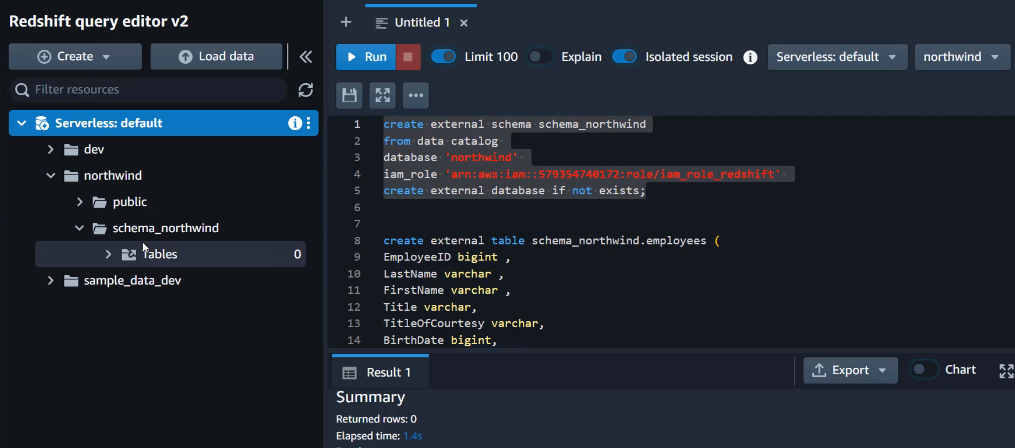 Redshift query editor v2
Create
Load data
Filter resources
Serverless: default
dev
northwind
public
schema_northwind
Tables 0
sample_data_dev
Untitled 1
Run
Limit 100
Explain
Isolated session
Serverless: default
northwind
1 create external schema schema_northwind
2 from data catalog
3 database 'northwind'
4 iam_role 'arn:aws:iam::579354740172:role/iam_role_redshift'
5 create external database if not exists;
6
7
8 create external table schema_northwind.employees (
9 EmployeeID bigint ,
10 LastName varchar ,
11 FirstName varchar ,
12 Title varchar,
13 TitleOfCourtesy varchar,
14 BirthDate bigint,
Result 1
Export
Chart
Summary
Returned rows: 0
Elapsed time: 1.4s